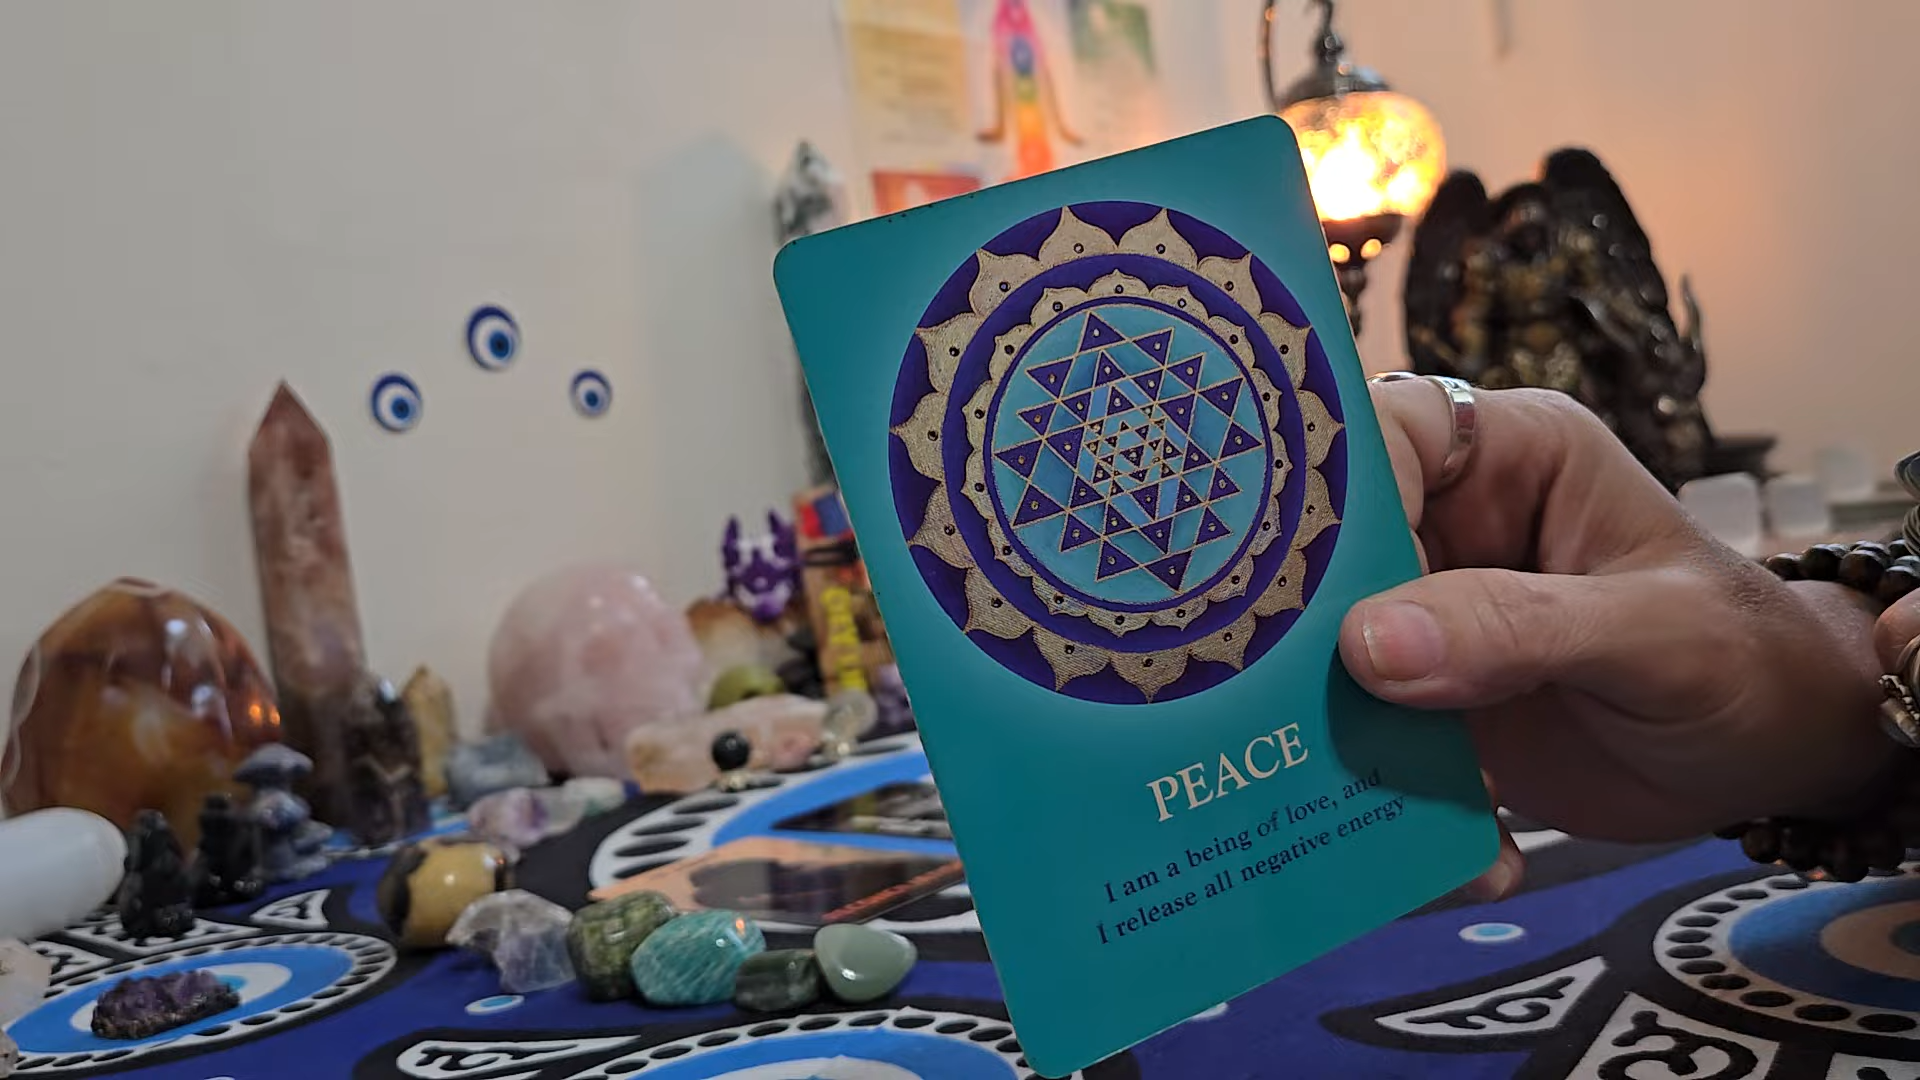 PEACE
I am a being of love, and
I release all negative energy